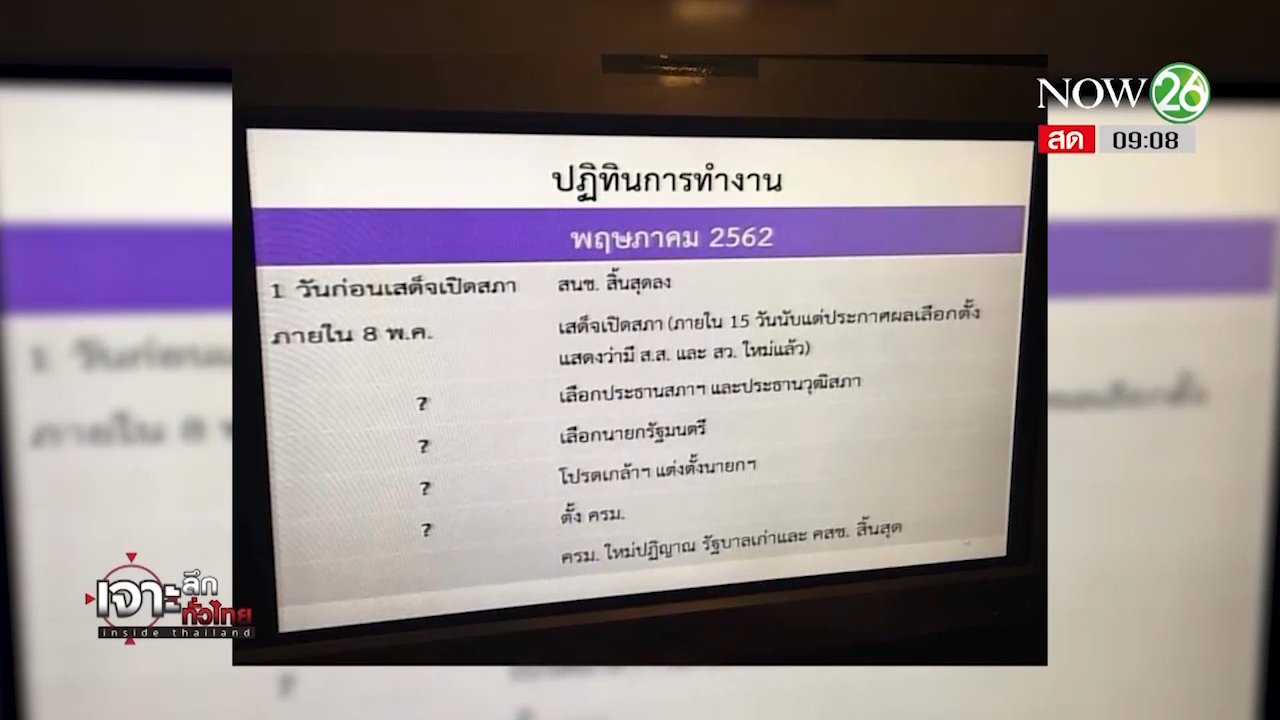 NOW 26
สด 09:08
ปฏิทินการทำงาน
พฤษภาคม 2562
1 วันก่อนเสด็จเปิดสภา สนช. สิ้นสุดลง
ภายใน 8 พ.ค. เสด็จเปิดสภา (ภายใน 15 วันนับแต่ประกาศผลเลือกตั้ง
แสดงว่ามี ส.ส. และ สว. ใหม่แล้ว)
? เลือกประธานสภาฯ และประธานวุฒิสภา
? เลือกนายกรัฐมนตรี
? โปรดเกล้าฯ แต่งตั้งนายกฯ
? ตั้ง ครม.
ครม. ใหม่ปฏิญาณ รัฐบาลเก่าและ คสช. สิ้นสุด
เจาะลึกทั่วไทย
inside thailand